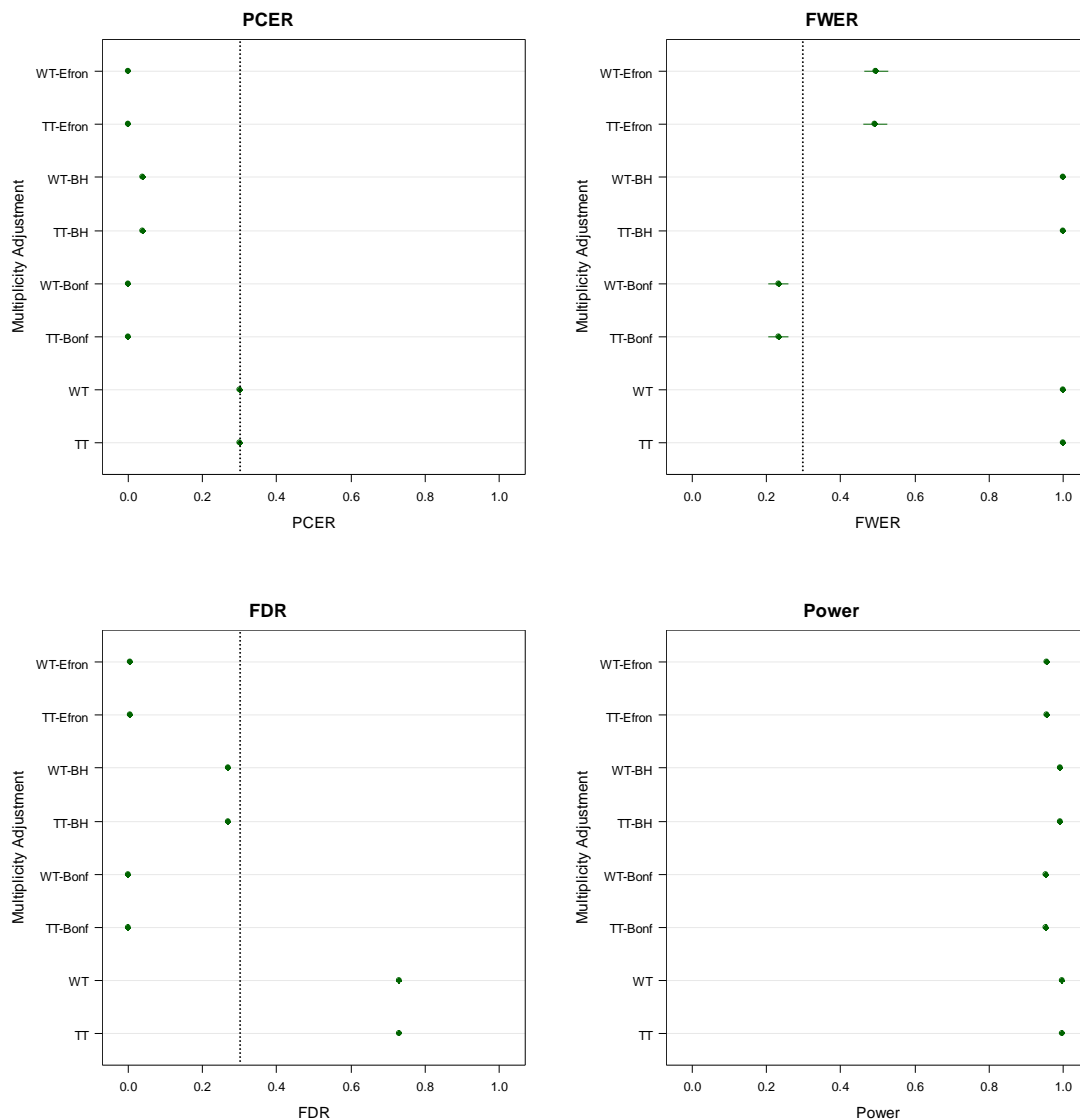 PCER
Multiplicity Adjustment
WT-Efron
TT-Efron
WT-BH
TT-BH
WT-Bonf
TT-Bonf
WT
TT
0.0 0.2 0.4 0.6 0.8 1.0
PCER
FWER
Multiplicity Adjustment
WT-Efron
TT-Efron
WT-BH
TT-BH
WT-Bonf
TT-Bonf
WT
TT
0.0 0.2 0.4 0.6 0.8 1.0
FWER
FDR
Multiplicity Adjustment
WT-Efron
TT-Efron
WT-BH
TT-BH
WT-Bonf
TT-Bonf
WT
TT
0.0 0.2 0.4 0.6 0.8 1.0
FDR
Power
Multiplicity Adjustment
WT-Efron
TT-Efron
WT-BH
TT-BH
WT-Bonf
TT-Bonf
WT
TT
0.0 0.2 0.4 0.6 0.8 1.0
Power